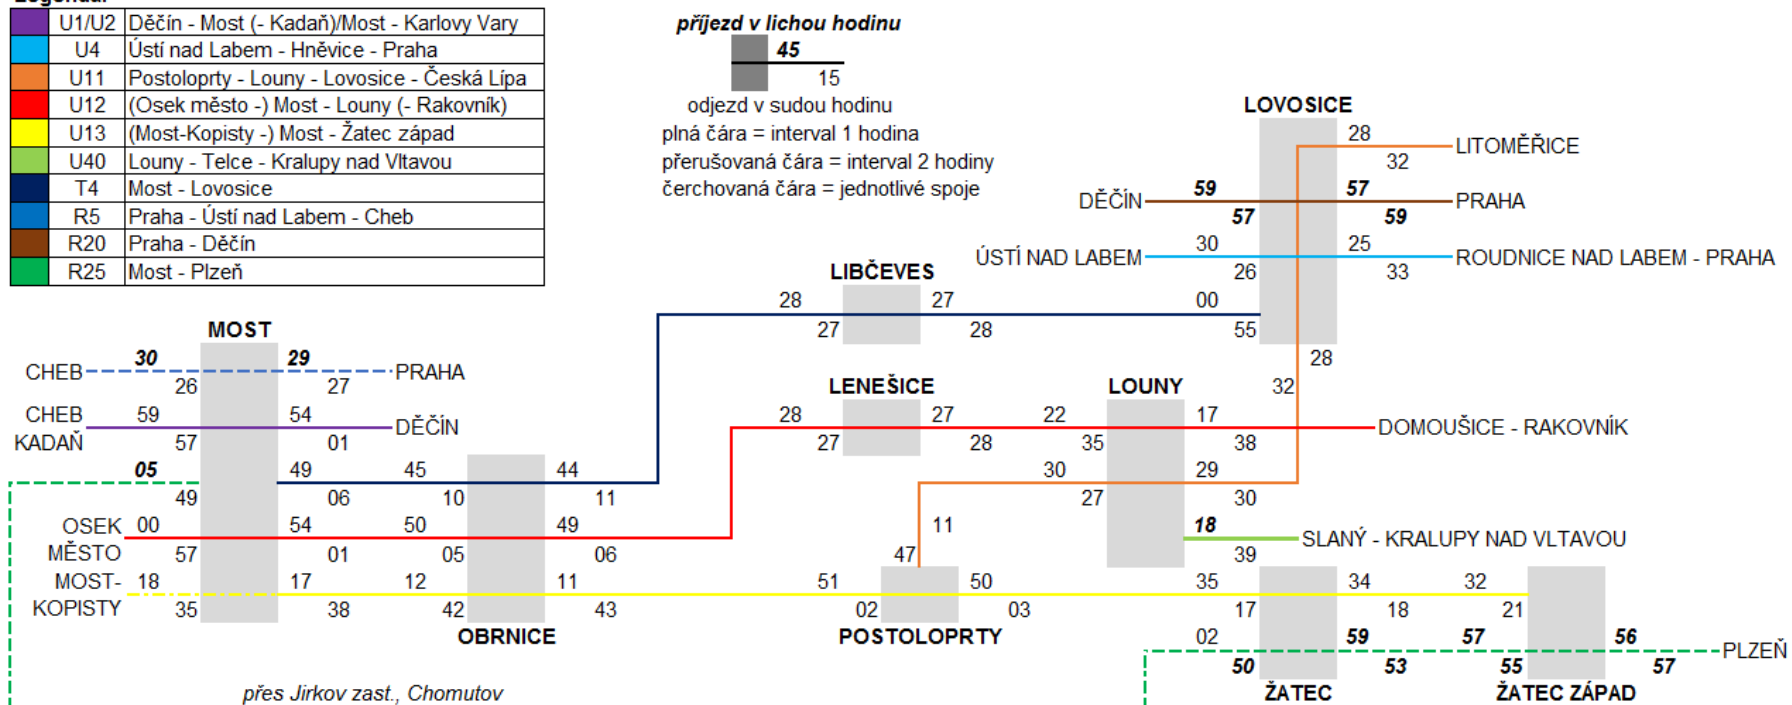 Legenda:
U1/U2 Děčín - Most (- Kadaň)/Most - Karlovy Vary
U4 Ústí nad Labem - Hněvice - Praha
U11 Postoloprty - Louny - Lovosice - Česká Lípa
U12 (Osek město -) Most - Louny (- Rakovník)
U13 (Most-Kopisty -) Most - Žatec západ
U40 Louny - Telce - Kralupy nad Vltavou
T4 Most - Lovosice
R5 Praha - Ústí nad Labem - Cheb
R20 Praha - Děčín
R25 Most - Plzeň
příjezd v lichou hodinu
45
15
odjezd v sudou hodinu
plná čára = interval 1 hodina
přerušovaná čára = interval 2 hodiny
čerchovaná čára = jednotlivé spoje
LOVOSICE
28
LITOMĚŘICE
32
59 57
DĚČÍN PRAHA
57 59
30 25
ÚSTÍ NAD LABEM ROUDNICE NAD LABEM - PRAHA
26 33
LIBČEVES
28 27 00
27 28 55
28
32
MOST
30 29
CHEB PRAHA
26 27
CHEB 59 54
DĚČÍN
KADAŇ 57 01
LENEŠICE LOUNY
28 27 22 17
DOMOUŠICE - RAKOVNÍK
27 28 35 38
05 49 45 44
49 06 10 11
30 29
27 30
OSEK 00 54 50 49
MĚSTO 57 01 05 06
11
47
18
SLANÝ - KRALUPY NAD VLTAVOU
39
MOST- 18 17 12 11 51 50 35 34 32
KOPISTY 35 38 42 43 02 03 17 18 21
OBRNICE POSTOLOPRTY
02 59 57 56
PLZEŇ
50 53 55 57
ŽATEC ŽATEC ZÁPAD
přes Jirkov zast., Chomutov